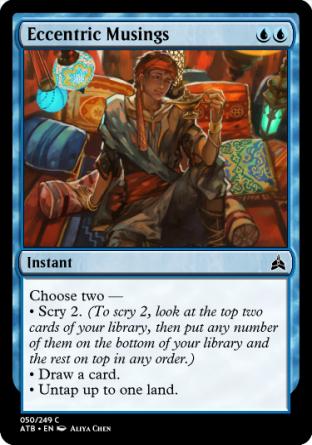 Eccentric Musings
Instant
Choose two —
• Scry 2. (To scry 2, look at the top two
cards of your library, then put any number
of them on the bottom of your library and
the rest on top in any order.)
• Draw a card.
• Untap up to one land.
050/249 C
ATB • EN Aliya Chen